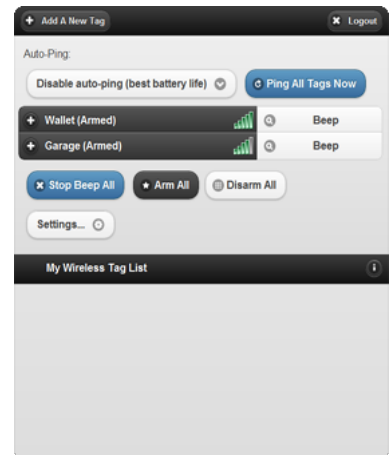 Add A New Tag Logout
Auto-Ping:
Disable auto-ping (best battery life) Ping All Tags Now
Wallet (Armed) Beep
Garage (Armed) Beep
Stop Beep All Arm All Disarm All
Settings...
My Wireless Tag List